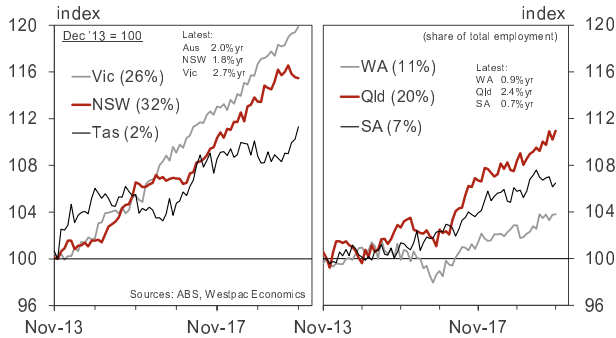 index
Dec '13 = 100
Latest:
Aus 2.0%yr
NSW 1.8%yr
Vic 2.7%yr
Vic (26%)
NSW (32%)
Tas (2%)
120
116
112
108
104
100
96
Sources: ABS, Westpac Economics
Nov-13
Nov-17
index
(share of total employment)
WA (11%)
Qld (20%)
SA (7%)
Latest:
WA 0.9%yr
Qld 2.4%yr
SA 0.7%yr
120
116
112
108
104
100
96
Nov-13
Nov-17